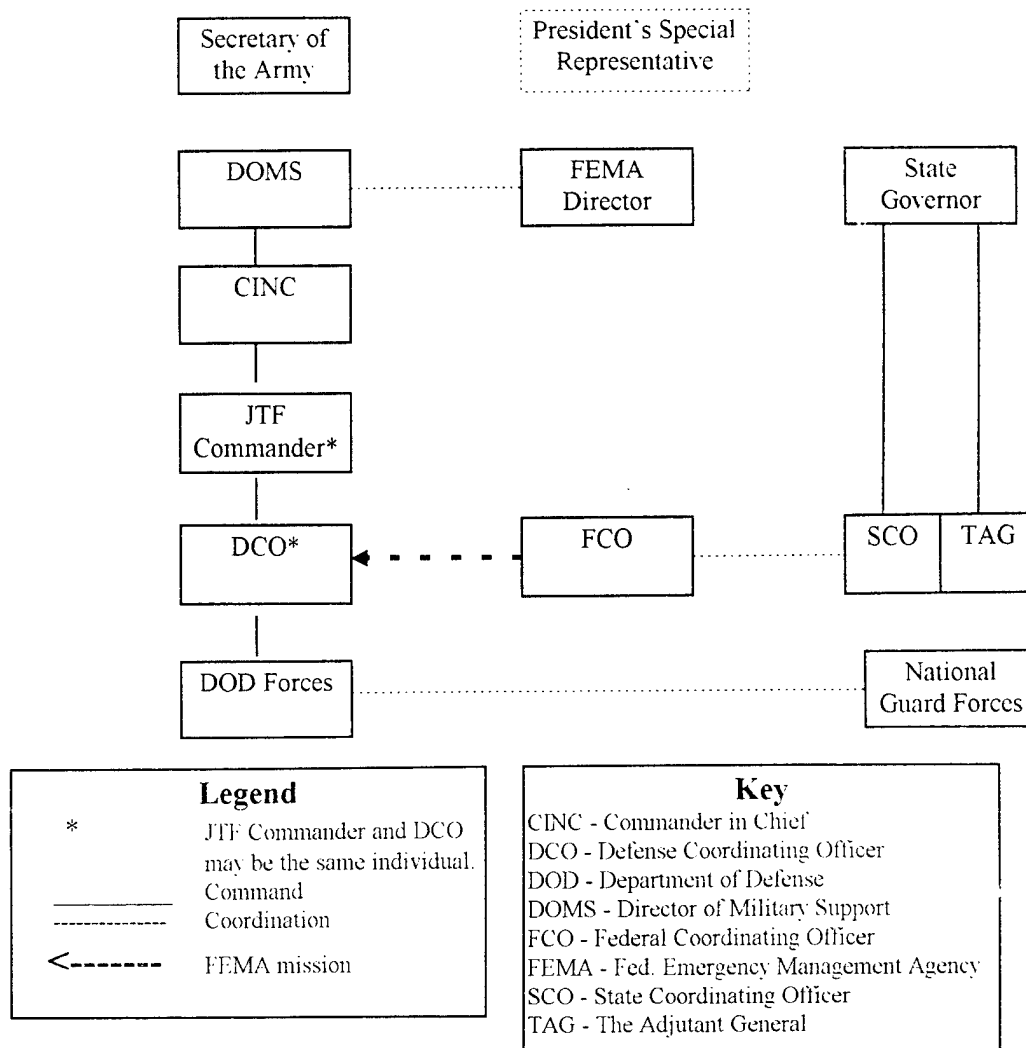 Secretary of
the Army
President's Special
Representative
DOMS
FEMA
Director
State
Governor
CINC
JTF
Commander*
DCO*
FCO
SCO
TAG
DOD Forces
National
Guard Forces
Legend
* JTF Commander and DCO
may be the same individual.
Command
Coordination
FEMA mission
Key
CINC - Commander in Chief
DCO - Defense Coordinating Officer
DOD - Department of Defense
DOMS - Director of Military Support
FCO - Federal Coordinating Officer
FEMA - Fed. Emergency Management Agency
SCO - State Coordinating Officer
TAG - The Adjutant General